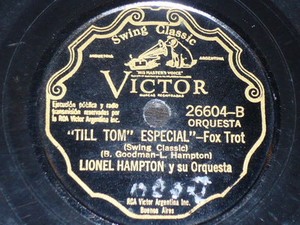 Swing Classic
INDUSTRIA
ARGENTINA
"HIS MASTER'S VOICE"
VICTOR
MARCAS REGISTRADAS
Ejecución pública y radio
transmisión reservadas por
la RCA Victor Argentina Inc.
26604-B
ORQUESTA
"TILL TOM" ESPECIAL"-Fox Trot
(Swing Classic)
(B. Goodman-L. Hampton)
LIONEL HAMPTON y su Orquesta
RCA Victor Argentina Inc.
Buenos Aires